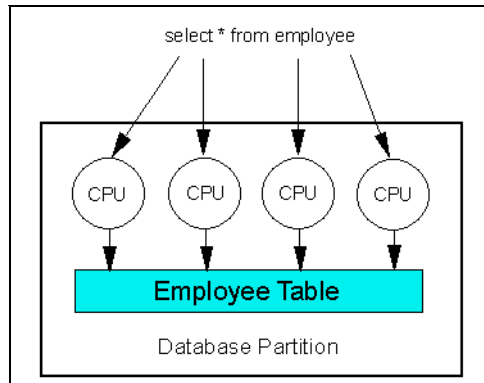 select * from employee
CPU CPU CPU CPU
Employee Table
Database Partition